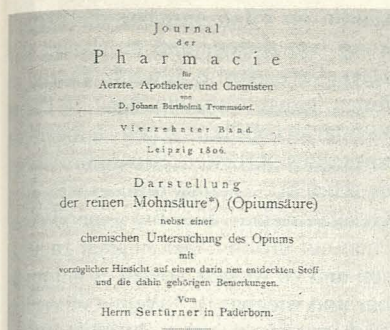 Journal
der
Pharmacie
für
Aerzte, Apotheker und Chemisten
von
D. Johann Bartholmä Trommsdorf.
Vierzehnter Band.
Leipzig 1806.
Darstellung
der reinen Mohnsäure*) (Opiumsäure)
nebst einer
chemischen Untersuchung des Opiums
mit
vorzüglicher Hinsicht auf einen darin neu entdeckten Stoff
und die dahin gehörigen Bemerkungen.
Vom
Herrn Sertürner in Paderborn.